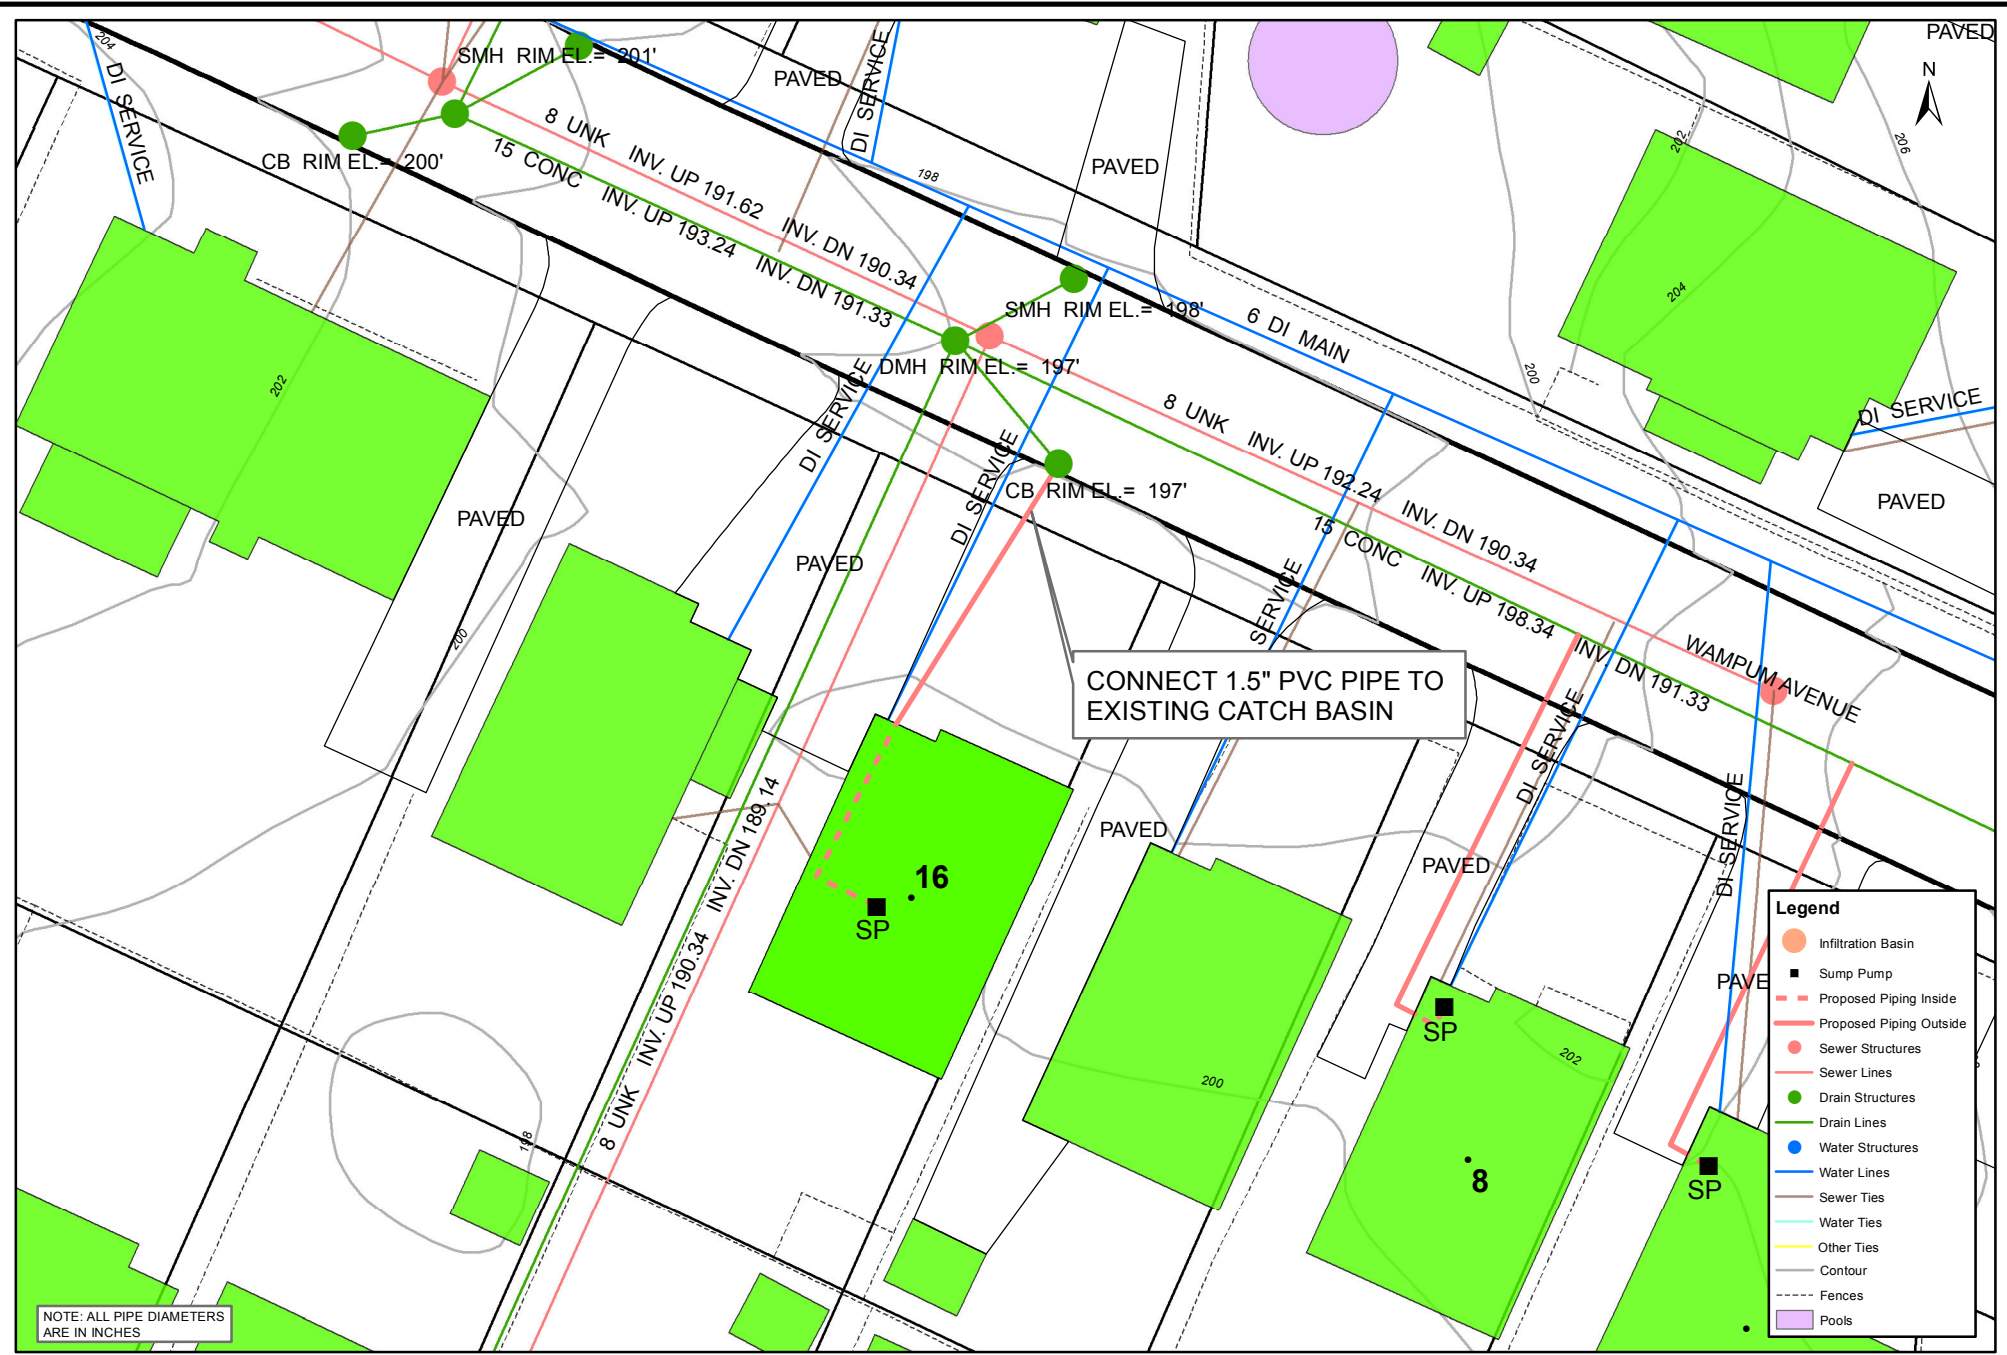 204
SMH RIM EL.= 201'
PAVED
DI SERVICE
PAVED
N
DI SERVICE
CB RIM EL.= 200'
8 UNK INV. UP 191.62 INV. DN 190.34
15 CONC INV. UP 193.24 INV. DN 191.33
198
PAVED
202
206
204
SMH RIM EL.= 198'
6 DI MAIN
DMH RIM EL.= 197'
200
202
DI SERVICE
DI SERVICE
8 UNK INV. UP 192.24 INV. DN 190.34
DI SERVICE
CB RIM EL.= 197'
PAVED
PAVED
PAVED
15 CONC INV. UP 198.34 INV. DN 191.33
SERVICE
200
WAMPUM AVENUE
CONNECT 1.5" PVC PIPE TO
EXISTING CATCH BASIN
DI SERVICE
DI SERVICE
PAVED
PAVED
16
SP
8 UNK INV. UP 190.34 INV. DN 189.14
PAVE
SP
202
200
198
8
SP
Legend
Infiltration Basin
Sump Pump
Proposed Piping Inside
Proposed Piping Outside
Sewer Structures
Sewer Lines
Drain Structures
Drain Lines
Water Structures
Water Lines
Sewer Ties
Water Ties
Other Ties
Contour
Fences
Pools
NOTE: ALL PIPE DIAMETERS
ARE IN INCHES